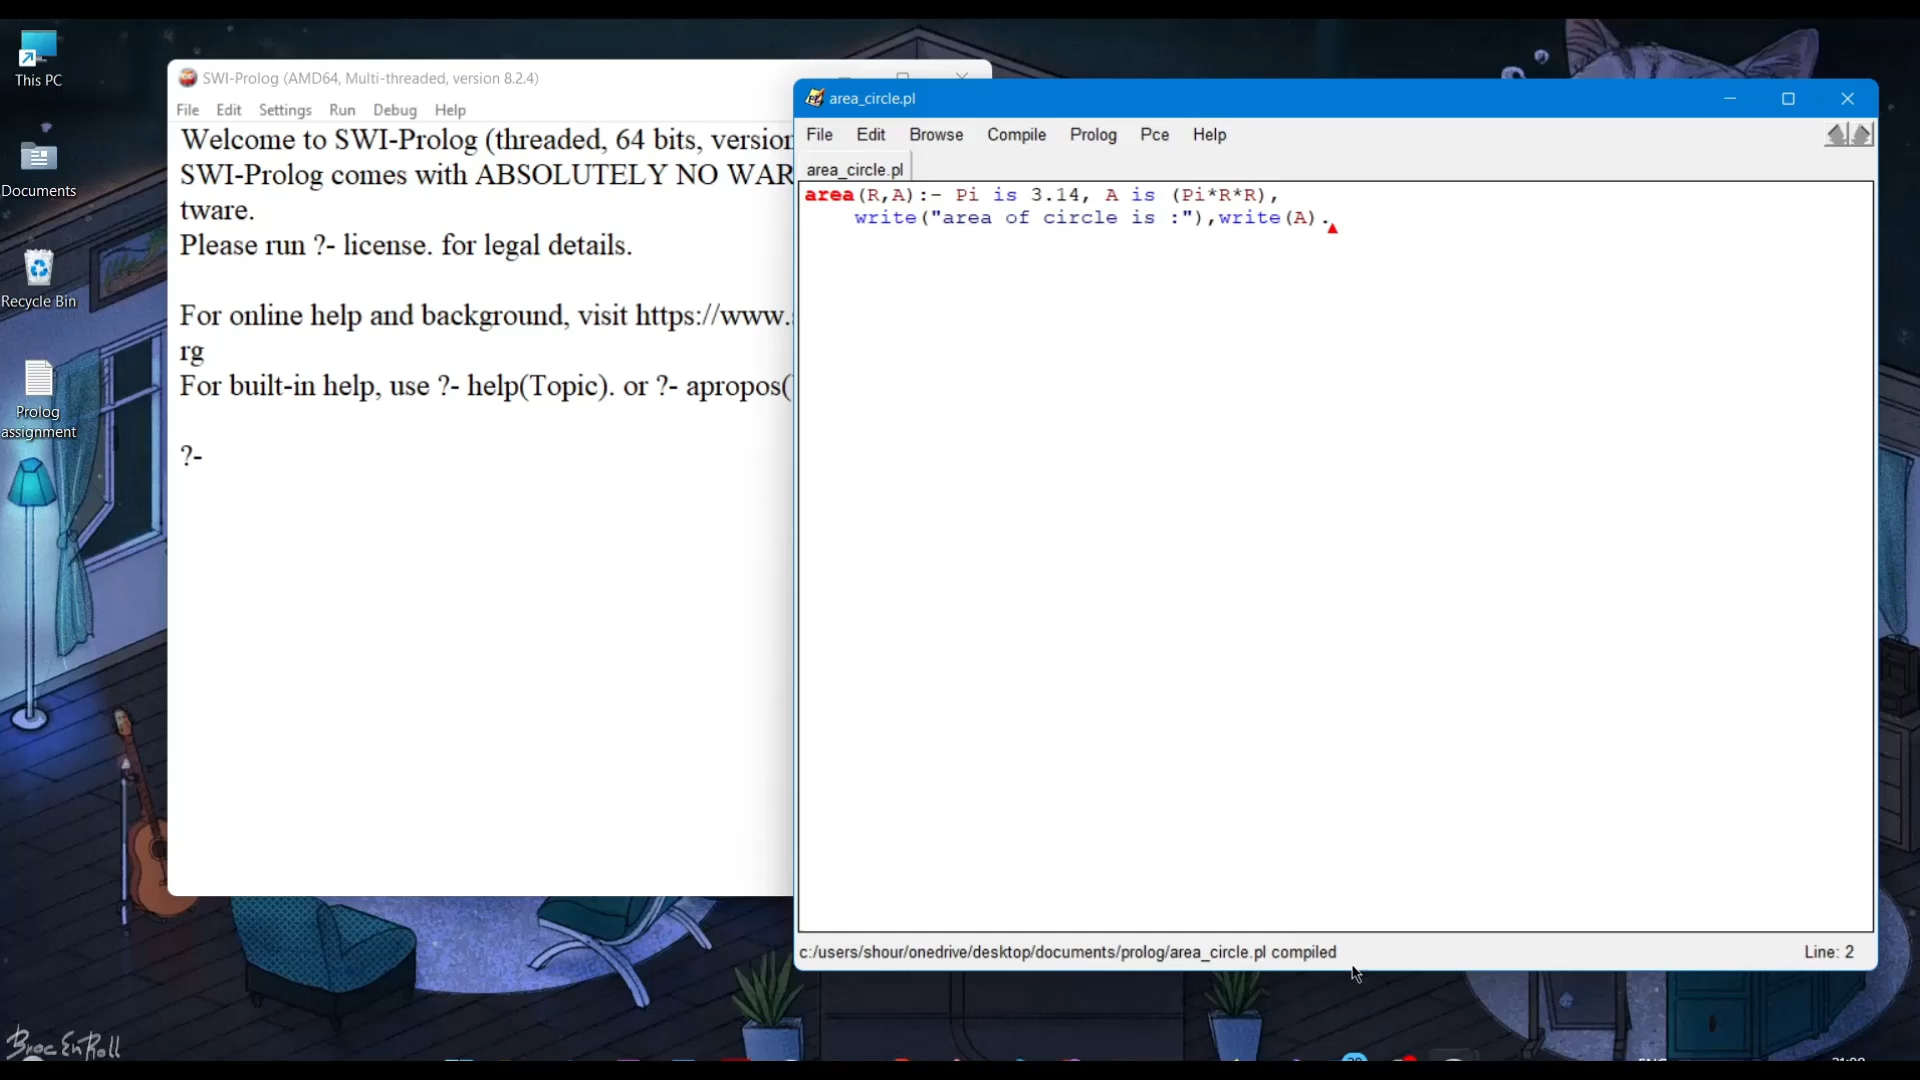 This PC
Documents
Recycle Bin
Prolog
assignment
SWI-Prolog (AMD64, Multi-threaded, version 8.2.4)
File Edit Settings Run Debug Help
Welcome to SWI-Prolog (threaded, 64 bits, version
SWI-Prolog comes with ABSOLUTELY NO WAR
tware.
Please run ?- license. for legal details.
For online help and background, visit https://www.
rg
For built-in help, use ?- help(Topic). or ?- apropos(
?-
area_circle.pl
File Edit Browse Compile Prolog Pce Help
area_circle.pl
area(R,A):- Pi is 3.14, A is (Pi*R*R),
write("area of circle is :"),write(A).
c:/users/shour/onedrive/desktop/documents/prolog/area_circle.pl compiled
Line: 2
Broc EnRoll